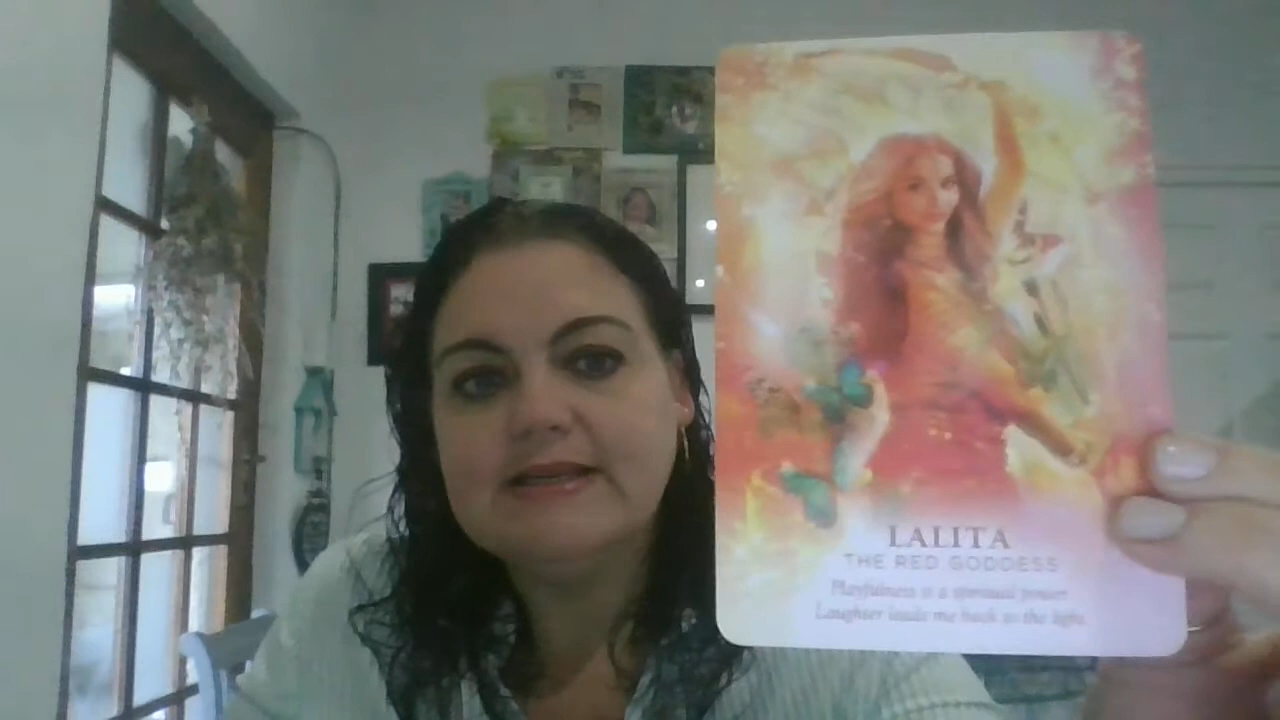 LALITA
THE RED GODDESS
Playfulness is a spiritual power.
Laughter leads me back to the light.